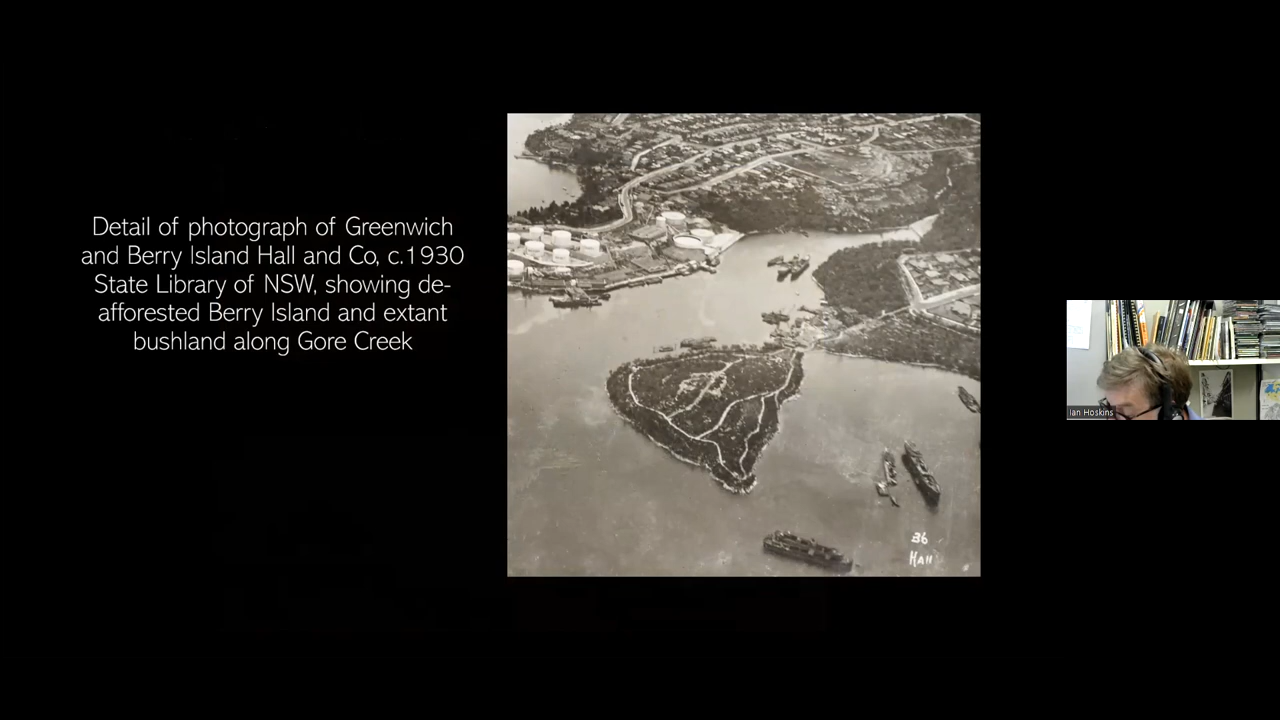 Detail of photograph of Greenwich
and Berry Island Hall and Co, c.1930
State Library of NSW, showing de-
afforested Berry Island and extant
bushland along Gore Creek
36
Hall
Ian Hoskins